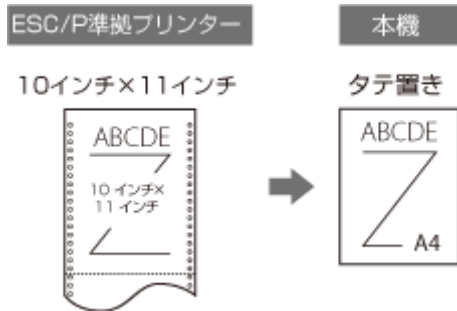 ESC/P準拠プリンター
本機
10インチ×11インチ
タテ置き
ABCDE
10 インチ×
11 インチ
ABCDE
A4